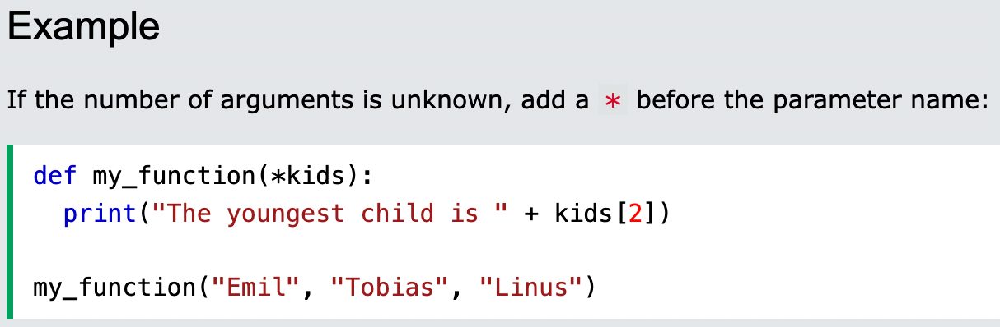 Example
If the number of arguments is unknown, add a * before the parameter name:
def my_function(*kids):
  print("The youngest child is " + kids[2])
my_function("Emil", "Tobias", "Linus")